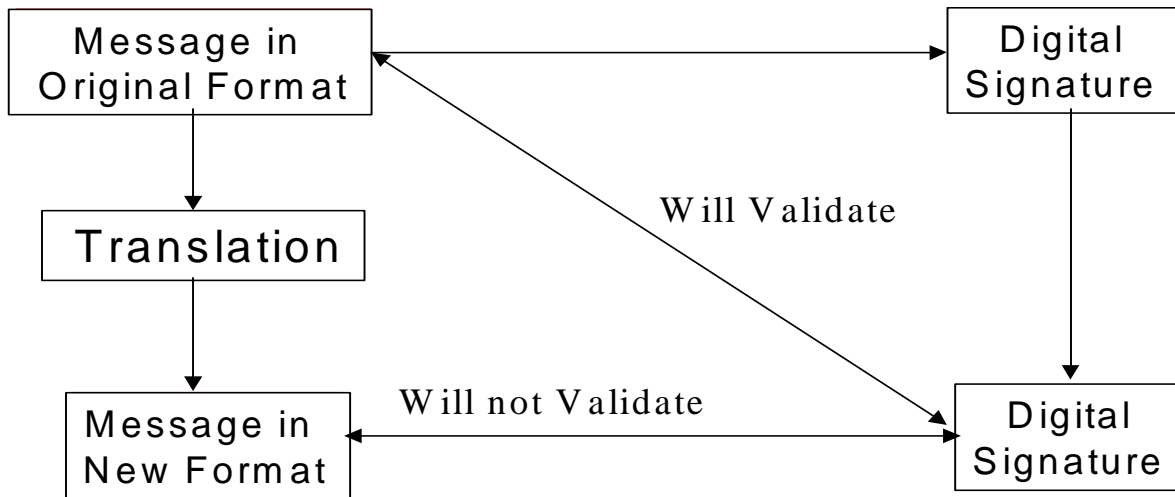 Message in
Original Format
Digital
Signature
Will Validate
Translation
Will not Validate
Message in
New Format
Digital
Signature